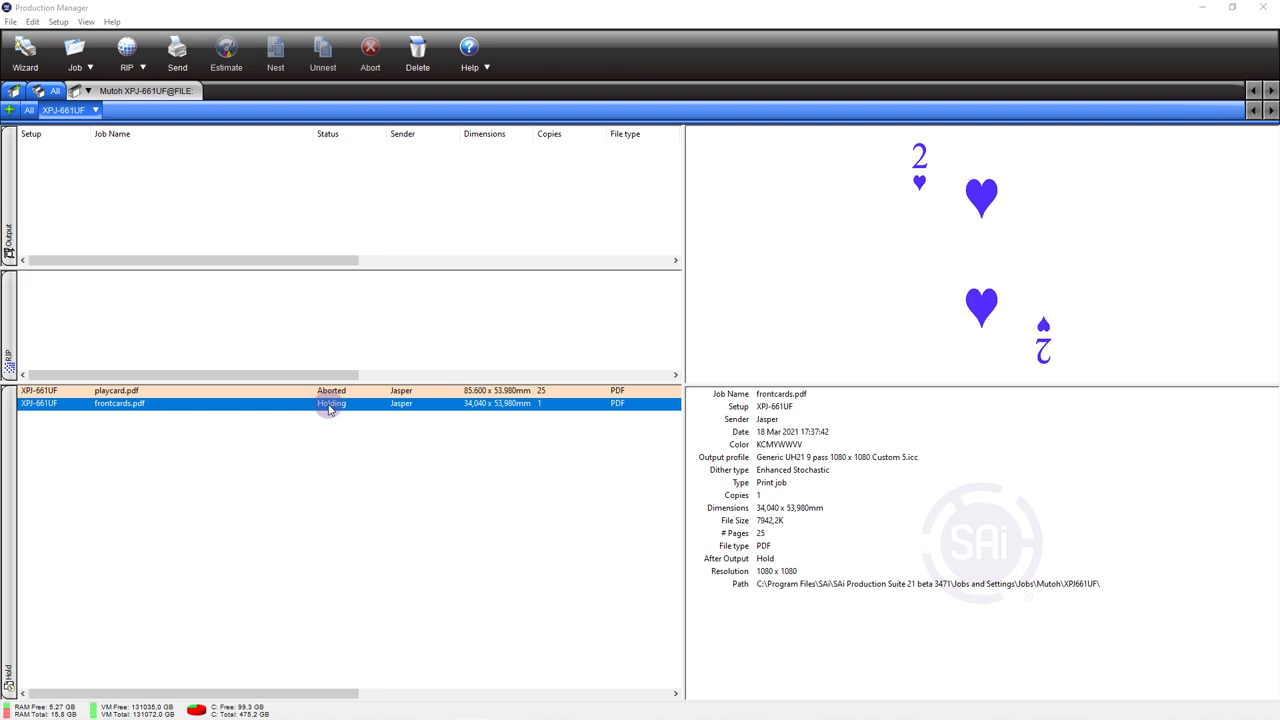 Production Manager
File Edit Setup View Help
Wizard Job RIP Send Estimate Nest Unnest Abort Delete Help
All Mutoh XPJ-661UF@FILE:
All XPJ-661UF
Setup Job Name Status Sender Dimensions Copies File type
Output
RIP
XPJ-661UF playcard.pdf Aborted Jasper 85,600 x 53,980mm 25 PDF
XPJ-661UF frontcards.pdf Holding Jasper 34,040 x 53,980mm 1 PDF
Hold
2
2
Job Name frontcards.pdf
Setup XPJ-661UF
Sender Jasper
Date 18 Mar 2021 17:37:42
Color KCMYWWVV
Output profile Generic UH21 9 pass 1080 x 1080 Custom 5.icc
Dither type Enhanced Stochastic
Type Print job
Copies 1
Dimensions 34,040 x 53,980mm
File Size 7942,2K
# Pages 25
File type PDF
After Output Hold
Resolution 1080 x 1080
Path C:\Program Files\SAi\SAi Production Suite 21 beta 3471\Jobs and Settings\Jobs\Mutoh\XPJ661UF\
SAi
®
RAM Free: 5,27 GB VM Free: 131035,0 GB C: Free: 99,3 GB
RAM Total: 15,8 GB VM Total: 131072,0 GB C: Total: 475,2 GB